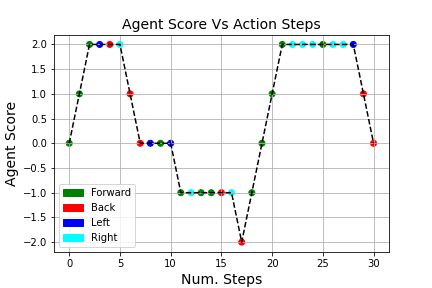 Agent Score Vs Action Steps
2.0
1.5
1.0
0.5
0.0
−0.5
−1.0
−1.5
−2.0
Agent Score
Forward
Back
Left
Right
0 5 10 15 20 25 30
Num. Steps